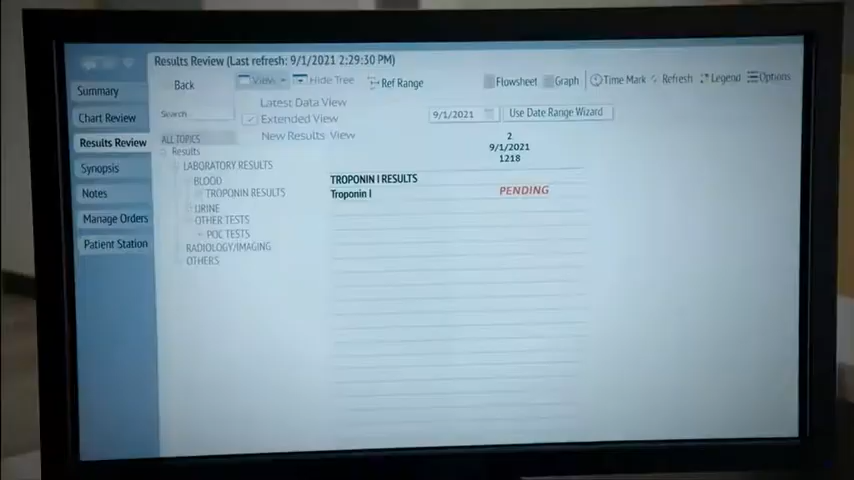 Results Review (Last refresh: 9/1/2021 2:29:30 PM)
Summary
Chart Review
Results Review
Synopsis
Notes
Manage Orders
Patient Station
Back
View
Hide Tree
Ref Range
Flowsheet
Graph
Time Mark
Refresh
Legend
Options
Latest Data View
Extended View
New Results View
Search
9/1/2021
Use Date Range Wizard
ALL TOPICS
Results
LABORATORY RESULTS
BLOOD
TROPONIN RESULTS
URINE
OTHER TESTS
POC TESTS
RADIOLOGY/IMAGING
OTHERS
2
9/1/2021
1218
TROPONIN I RESULTS
Troponin I PENDING